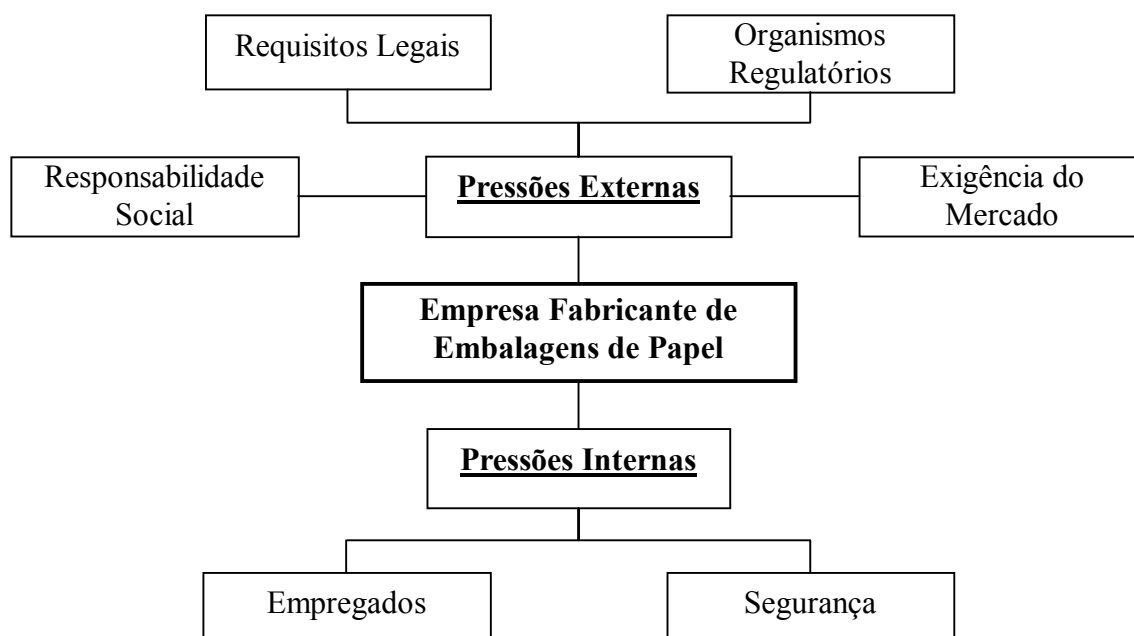 Requisitos Legais
Organismos
Regulatórios
Responsabilidade
Social
Pressões Externas
Exigência do
Mercado
Empresa Fabricante de
Embalagens de Papel
Pressões Internas
Empregados
Segurança